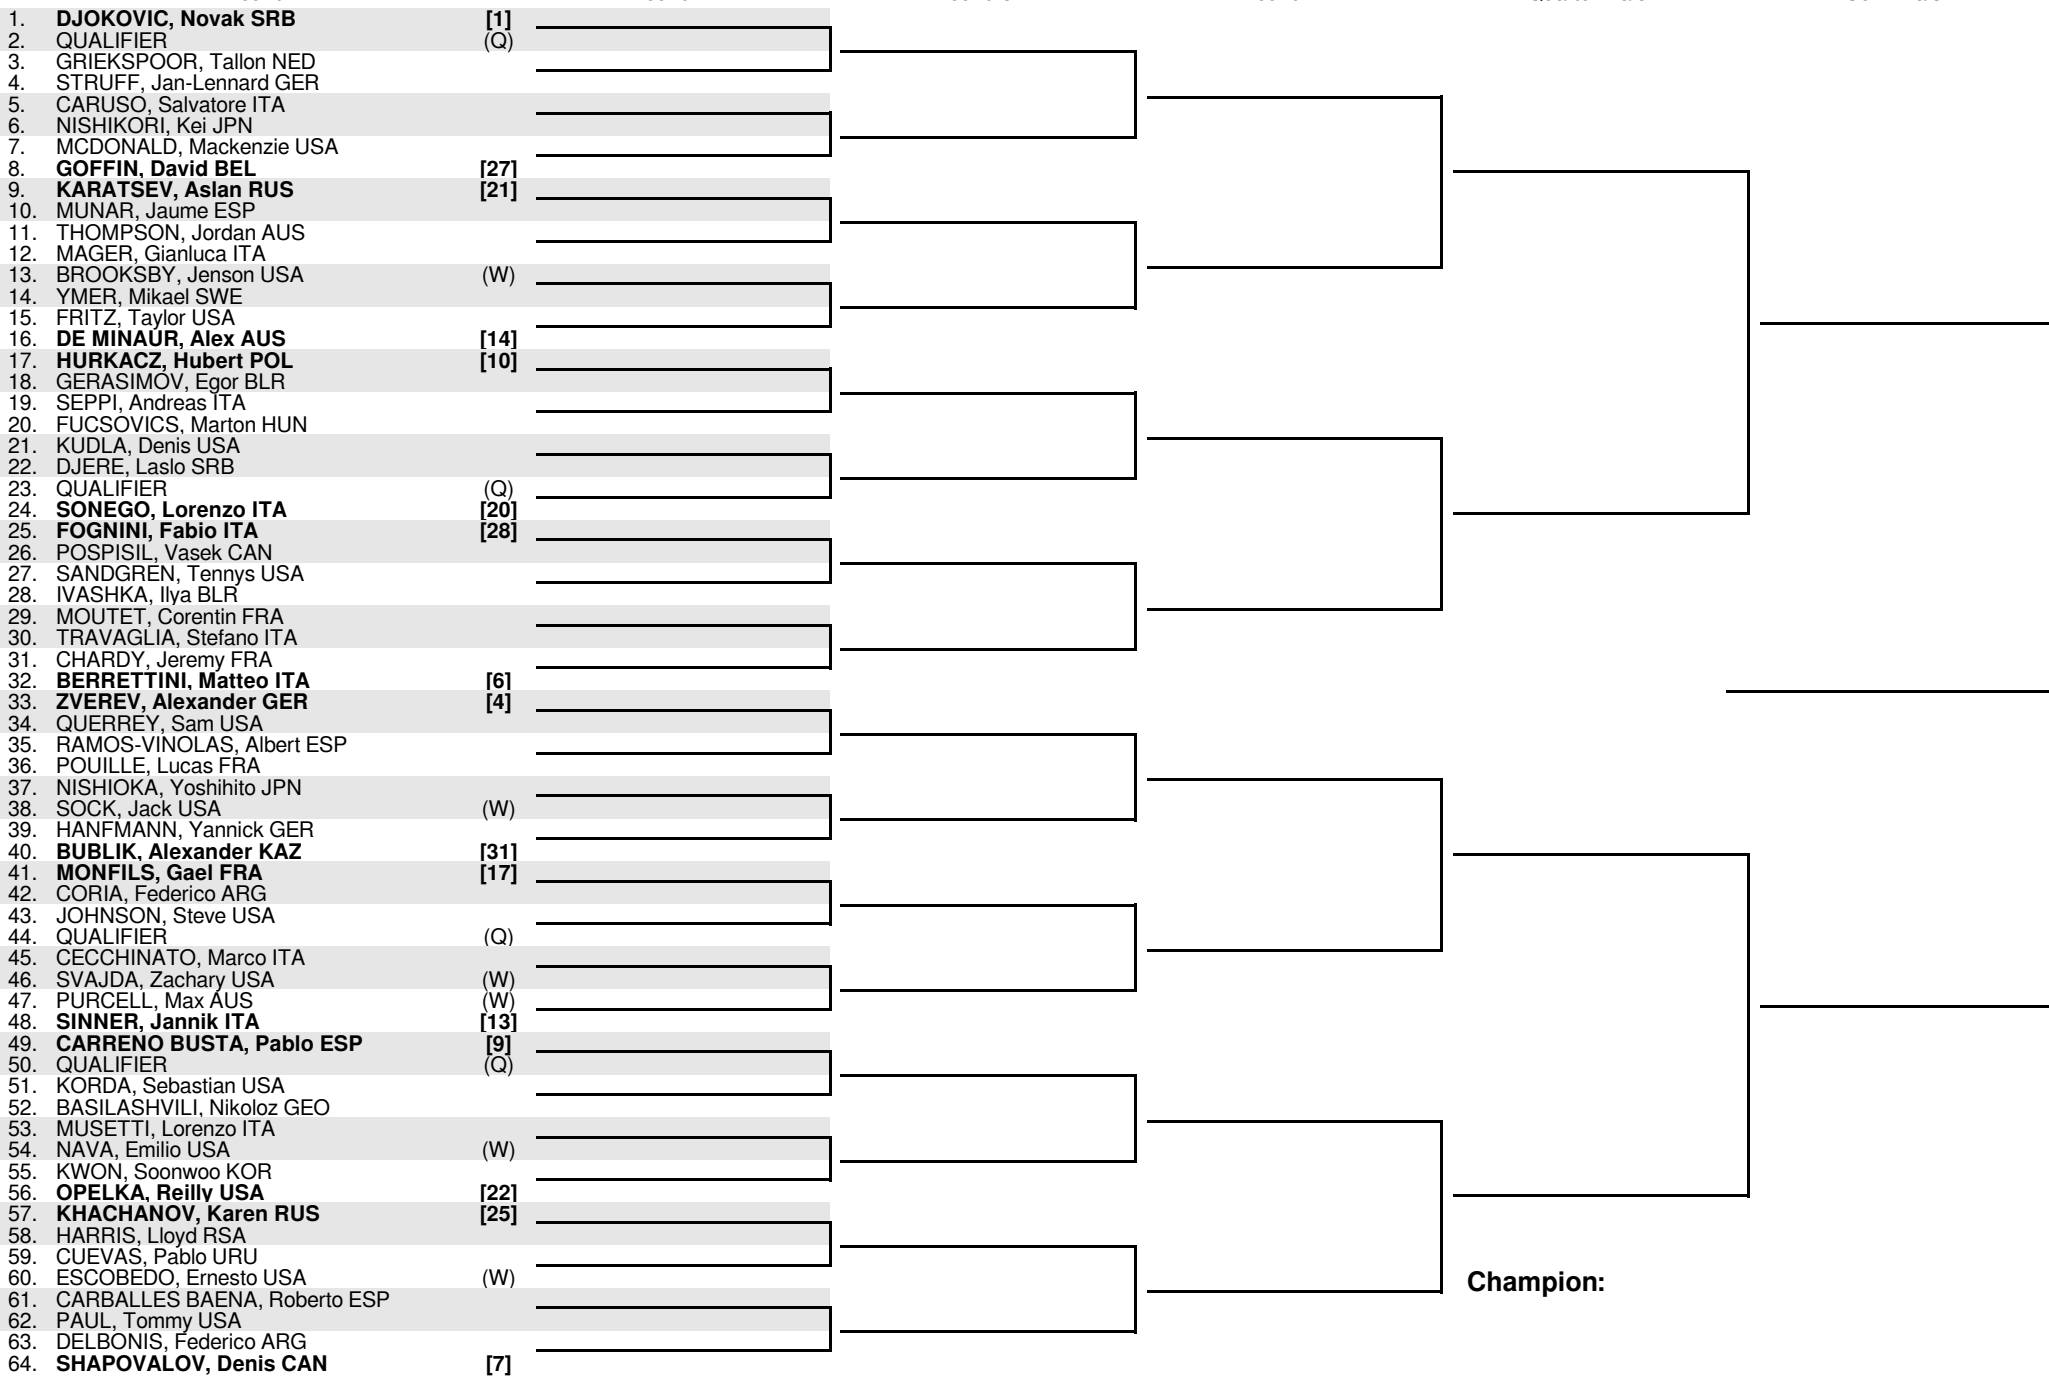 1. DJOKOVIC, Novak SRB [1]
2. QUALIFIER (Q)
3. GRIEKSPOOR, Tallon NED
4. STRUFF, Jan-Lennard GER
5. CARUSO, Salvatore ITA
6. NISHIKORI, Kei JPN
7. MCDONALD, Mackenzie USA
8. GOFFIN, David BEL [27]
9. KARATSEV, Aslan RUS [21]
10. MUNAR, Jaume ESP
11. THOMPSON, Jordan AUS
12. MAGER, Gianluca ITA
13. BROOKSBY, Jenson USA (W)
14. YMER, Mikael SWE
15. FRITZ, Taylor USA
16. DE MINAUR, Alex AUS [14]
17. HURKACZ, Hubert POL [10]
18. GERASIMOV, Egor BLR
19. SEPPI, Andreas ITA
20. FUCSOVICS, Marton HUN
21. KUDLA, Denis USA
22. DJERE, Laslo SRB
23. QUALIFIER (Q)
24. SONEGO, Lorenzo ITA [20]
25. FOGNINI, Fabio ITA [28]
26. POSPISIL, Vasek CAN
27. SANDGREN, Tennys USA
28. IVASHKA, Ilya BLR
29. MOUTET, Corentin FRA
30. TRAVAGLIA, Stefano ITA
31. CHARDY, Jeremy FRA
32. BERRETTINI, Matteo ITA [6]
33. ZVEREV, Alexander GER [4]
34. QUERREY, Sam USA
35. RAMOS-VINOLAS, Albert ESP
36. POUILLE, Lucas FRA
37. NISHIOKA, Yoshihito JPN
38. SOCK, Jack USA (W)
39. HANFMANN, Yannick GER
40. BUBLIK, Alexander KAZ [31]
41. MONFILS, Gael FRA [17]
42. CORIA, Federico ARG
43. JOHNSON, Steve USA
44. QUALIFIER (Q)
45. CECCHINATO, Marco ITA
46. SVAJDA, Zachary USA (W)
47. PURCELL, Max AUS (W)
48. SINNER, Jannik ITA [13]
49. CARRENO BUSTA, Pablo ESP [9]
50. QUALIFIER (Q)
51. KORDA, Sebastian USA
52. BASILASHVILI, Nikoloz GEO
53. MUSETTI, Lorenzo ITA
54. NAVA, Emilio USA (W)
55. KWON, Soonwoo KOR
56. OPELKA, Reilly USA [22]
57. KHACHANOV, Karen RUS [25]
58. HARRIS, Lloyd RSA
59. CUEVAS, Pablo URU
60. ESCOBEDO, Ernesto USA (W)
Champion:
61. CARBALLES BAENA, Roberto ESP
62. PAUL, Tommy USA
63. DELBONIS, Federico ARG
64. SHAPOVALOV, Denis CAN [7]